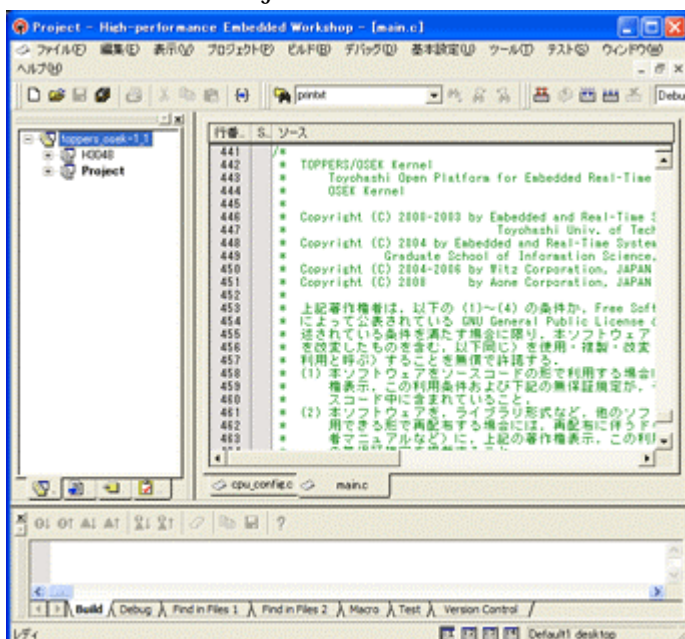 Project - High-performance Embedded Workshop - [main.c]
ファイル(F) 編集(E) 表示(V) プロジェクト(P) ビルド(B) デバッグ(D) 基本設定(U) ツール(T) テスト(S) ウィンドウ(W)
ヘルプ(H)
printxt
Debu
toppers_osek-1_1
H3048
Project
行番.. S.. ソース
441 /*
442 * TOPPERS/OSEK Kernel
443 * Toyohashi Open Platform for Embedded Real-Time
444 * OSEK Kernel
445 *
446 * Copyright (C) 2000-2003 by Embedded and Real-Time S
447 * Toyohashi Univ. of Tech
448 * Copyright (C) 2004 by Embedded and Real-Time System
449 * Graduate School of Information Science,
450 * Copyright (C) 2004-2006 by Witz Corporation, JAPAN
451 * Copyright (C) 2008 by Aone Corporation, JAPAN
452 *
453 * 上記著作権者は,以下の (1)~(4) の条件か,Free Soft
454 * によって公表されている GNU General Public License
455 * 述されている条件を満たす場合に限り,本ソフトウェア
456 * を改変したものを含む.以下同じ)を使用・複製・改変
457 * 利用と呼ぶ)することを無償で許諾する.
458 * (1) 本ソフトウェアをソースコードの形で利用する場合に
459 * 権表示,この利用条件および下記の無保証規定が,
460 * スコード中に含まれていること.
461 * (2) 本ソフトウェアを,ライブラリ形式など,他のソフ
462 * 用できる形で再配布する場合には,再配布に伴うド
463 * 者マニュアルなど)に,上記の著作権表示,この利
cpu_config.c main.c
Build Debug Find in Files 1 Find in Files 2 Macro Test Version Control
レディ Default1 desktop